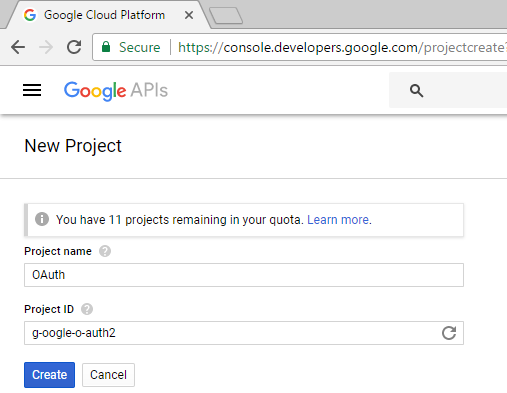 Google Cloud Platform
Secure https://console.developers.google.com/projectcreate?
Google APIs
New Project
You have 11 projects remaining in your quota. Learn more.
Project name
OAuth
Project ID
g-oogle-o-auth2
Create Cancel